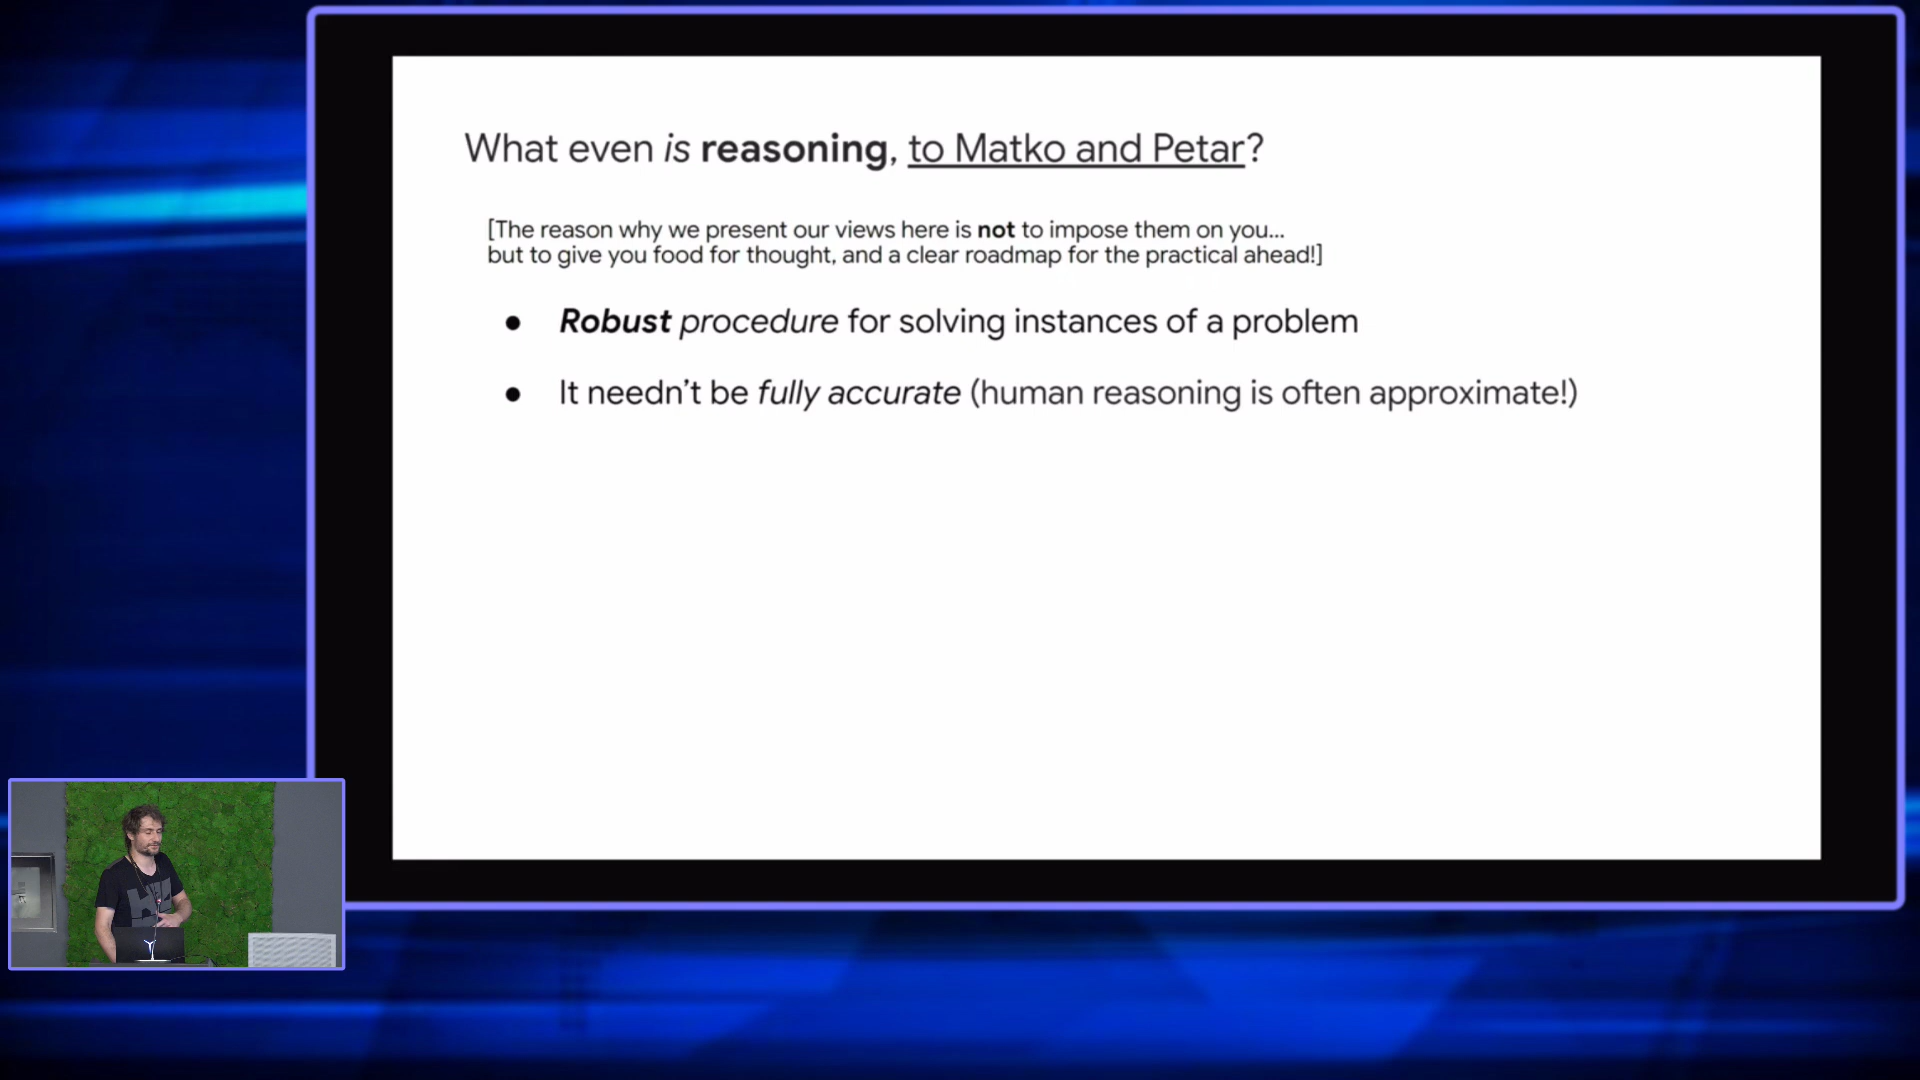 What even is reasoning, to Matko and Petar?
[The reason why we present our views here is not to impose them on you...
but to give you food for thought, and a clear roadmap for the practical ahead!]
● Robust procedure for solving instances of a problem
● It needn’t be fully accurate (human reasoning is often approximate!)